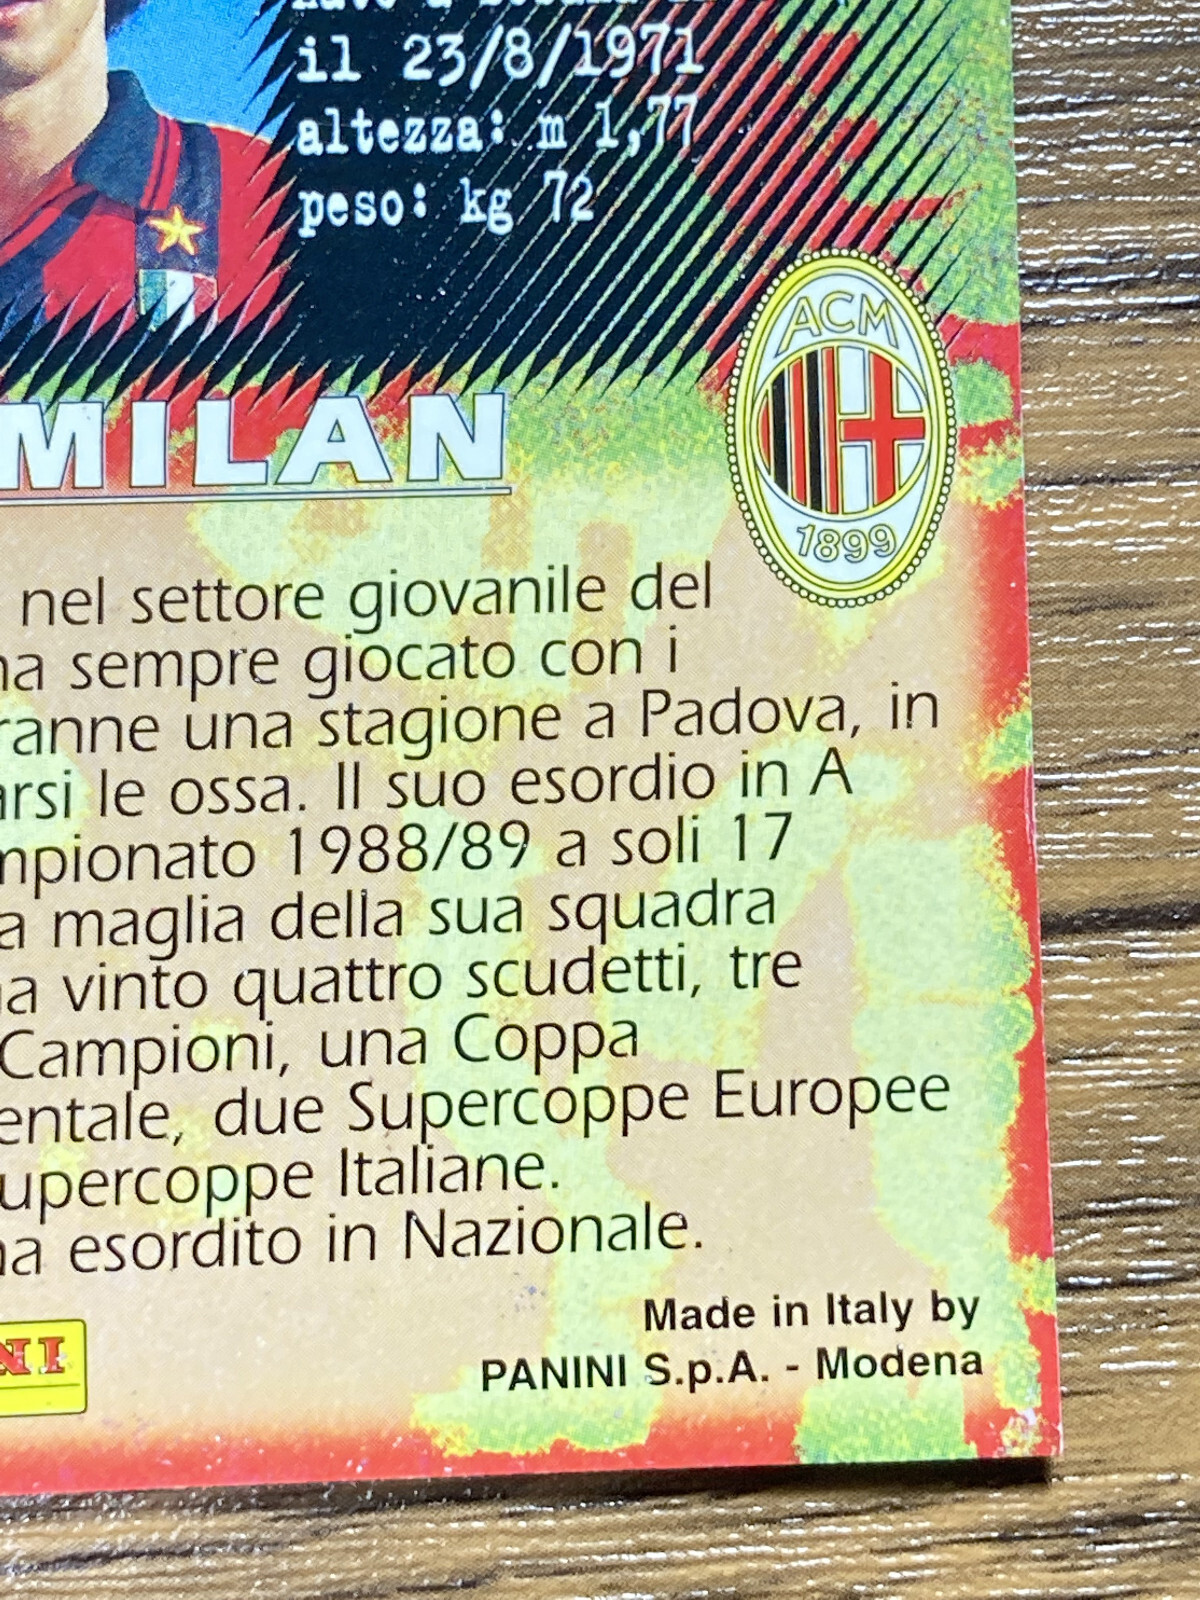 il 23/8/1971
altezza: m 1,77
peso: kg 72
ACM
1899
MILAN
nel settore giovanile del
sempre giocato con i
una stagione a Padova, in
le ossa. Il suo esordio in A
1988/89 a soli 17
maglia della sua squadra
vinto quattro scudetti, tre
Campioni, una Coppa
due Supercoppe Europee
Italiane.
esordito in Nazionale.
Made in Italy by
PANINI S.p.A. - Modena